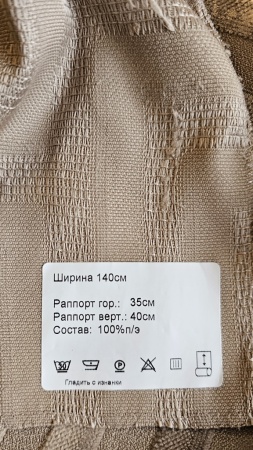 Ширина 140см
Раппорт гор.: 35см
Раппорт верт.: 40см
Состав: 100%п/э
30 P
Гладить с изнанки